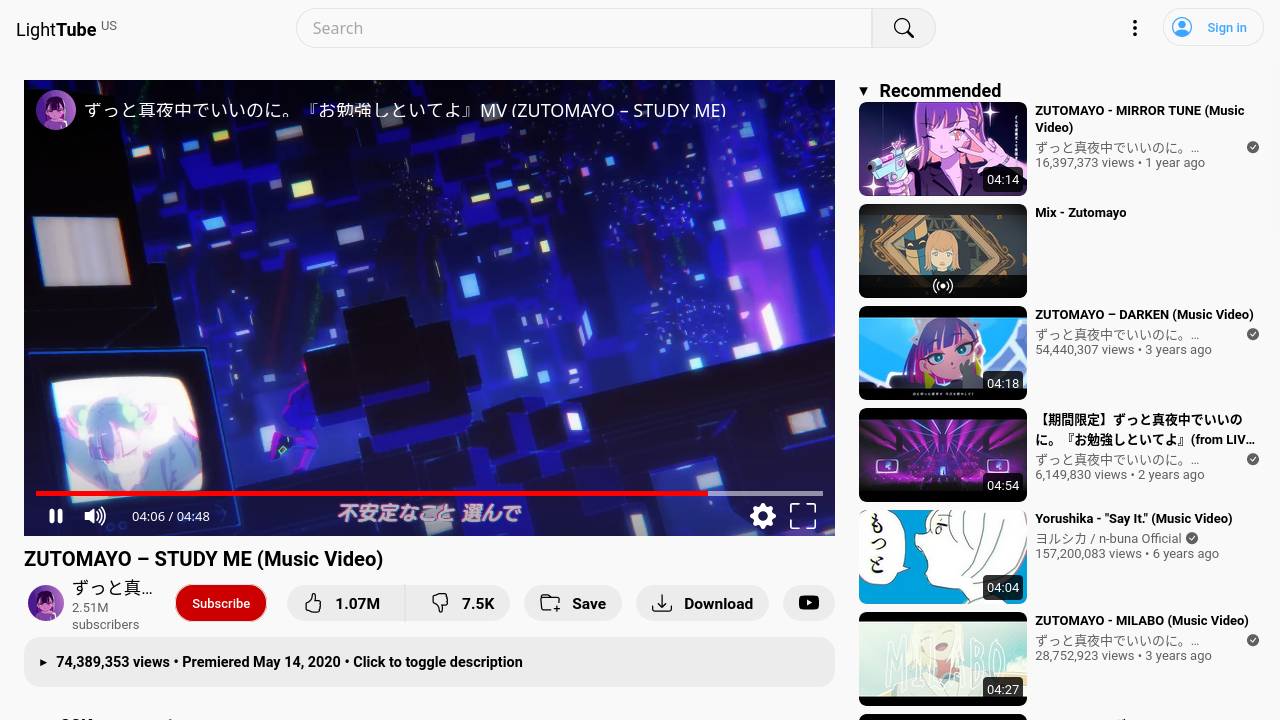 LightTube US
Search
Sign in
ずっと真夜中でいいのに。『お勉強しといてよ』MV (ZUTOMAYO – STUDY ME)
不安定なこと 選んで
04:06 / 04:48
ZUTOMAYO – STUDY ME (Music Video)
ずっと真…
2.51M
subscribers
Subscribe
1.07M
7.5K
Save
Download
▸ 74,389,353 views • Premiered May 14, 2020 • Click to toggle description
▾ Recommended
04:14
ZUTOMAYO - MIRROR TUNE (Music
Video)
ずっと真夜中でいいのに。…
16,397,373 views • 1 year ago
Mix - Zutomayo
04:18
ZUTOMAYO – DARKEN (Music Video)
ずっと真夜中でいいのに。…
54,440,307 views • 3 years ago
04:54
【期間限定】ずっと真夜中でいいの
に。『お勉強しといてよ』(from LIV…
ずっと真夜中でいいのに。…
6,149,830 views • 2 years ago
もっと
04:04
Yorushika - "Say It." (Music Video)
ヨルシカ / n-buna Official
157,200,083 views • 6 years ago
MILABO
04:27
ZUTOMAYO - MILABO (Music Video)
ずっと真夜中でいいのに。…
28,752,923 views • 3 years ago